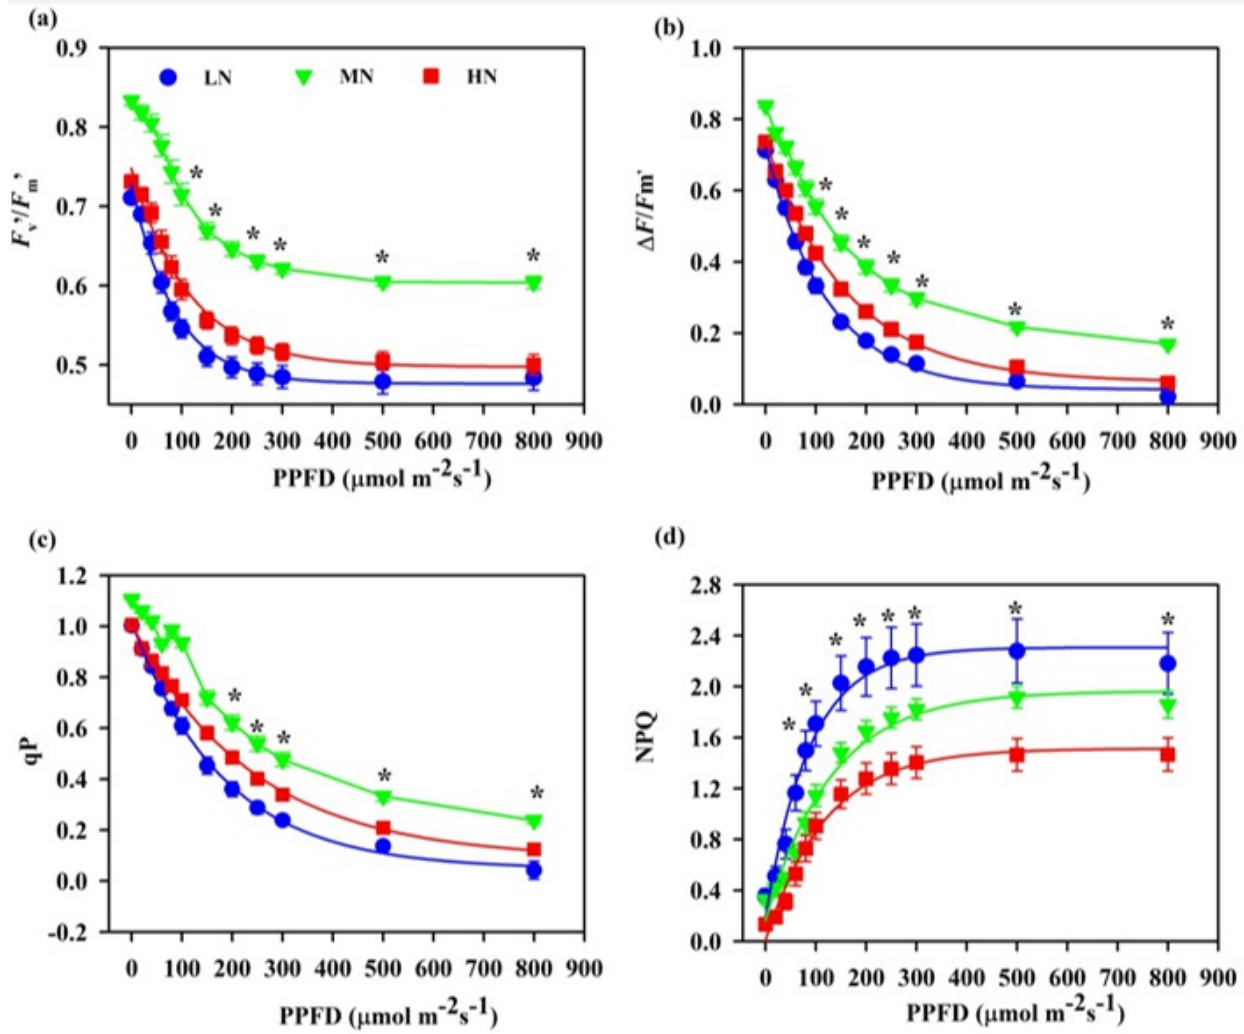 (a)
0.9
0.8
0.7
0.6
0.5
Fv'/Fm'
LN MN HN
* * * * * *
0 100 200 300 400 500 600 700 800 900
PPFD (μmol m-2s-1)
(b)
1.0
0.8
0.6
0.4
0.2
0.0
ΔF/Fm'
* * * * * * *
0 100 200 300 400 500 600 700 800 900
PPFD (μmol m-2s-1)
(c)
1.2
1.0
0.8
0.6
0.4
0.2
0.0
-0.2
qP
* * * * *
0 100 200 300 400 500 600 700 800 900
PPFD (μmol m-2s-1)
(d)
2.8
2.4
2.0
1.6
1.2
0.8
0.4
0.0
NPQ
* * * * * * * *
0 100 200 300 400 500 600 700 800 900
PPFD (μmol m-2s-1)